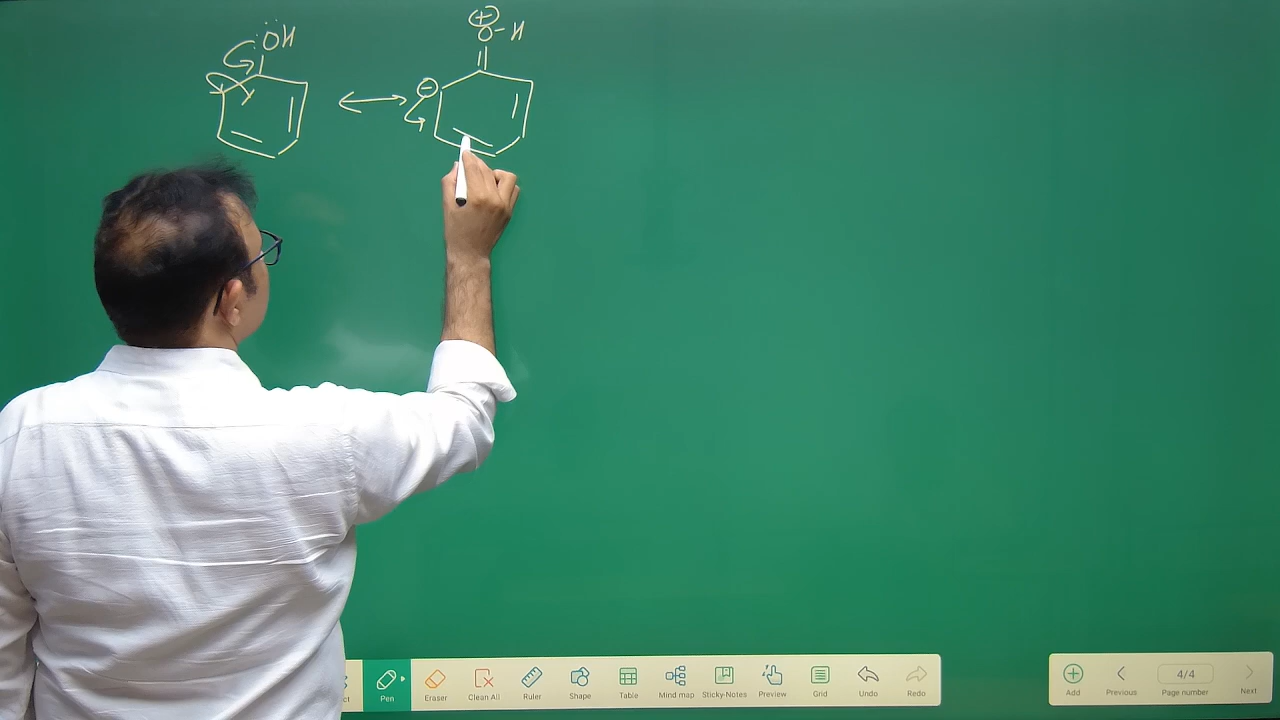 :ÖH ⊕
O-H
⊖
Pen Eraser Clean All Ruler Shape Table Mind map Sticky-Notes Preview Grid Undo Redo
4/4
Add Previous Page number Next